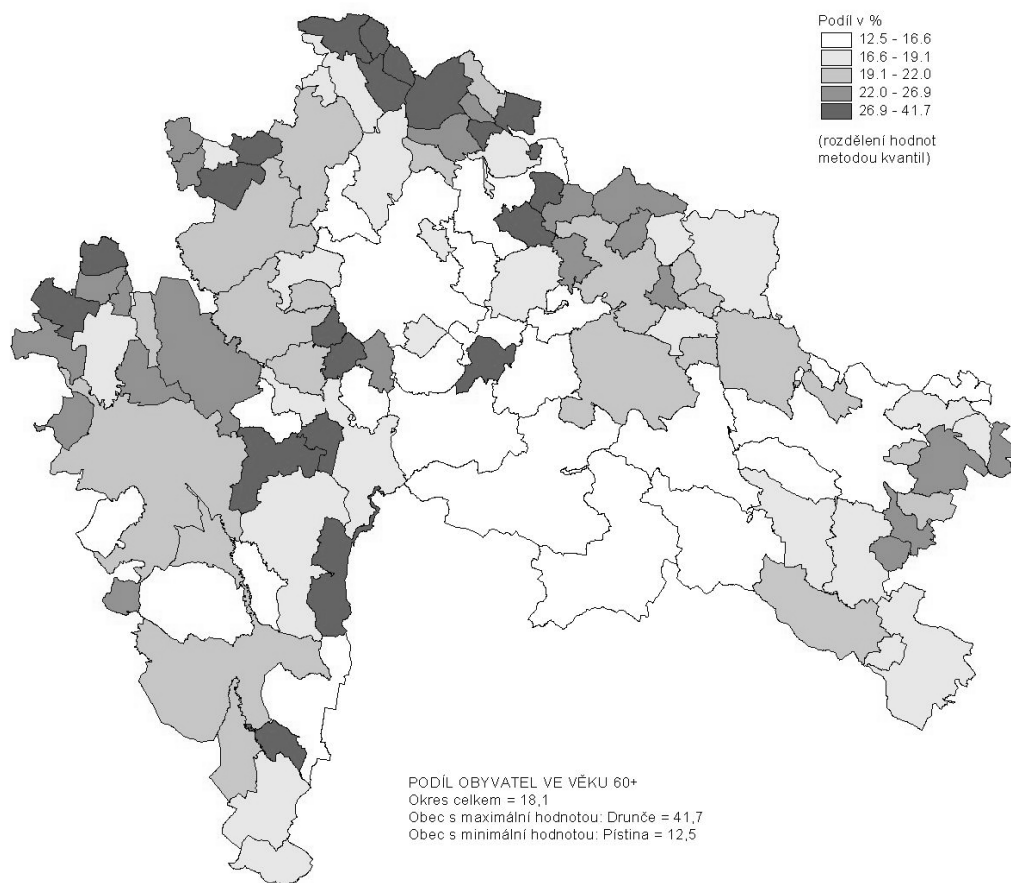 Podíl v %
12.5 - 16.6
16.6 - 19.1
19.1 - 22.0
22.0 - 26.9
26.9 - 41.7
(rozdělení hodnot
metodou kvantil)
PODÍL OBYVATEL VE VĚKU 60+
Okres celkem = 18,1
Obec s maximální hodnotou: Drunče = 41,7
Obec s minimální hodnotou: Pístina = 12,5